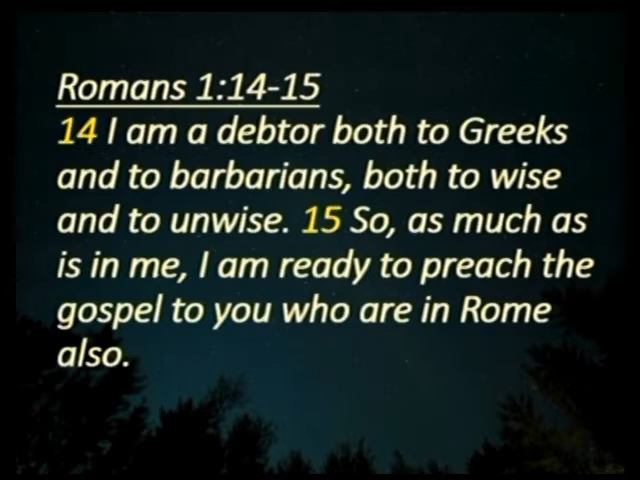 Romans 1:14-15
14 I am a debtor both to Greeks
and to barbarians, both to wise
and to unwise. 15 So, as much as
is in me, I am ready to preach the
gospel to you who are in Rome
also.